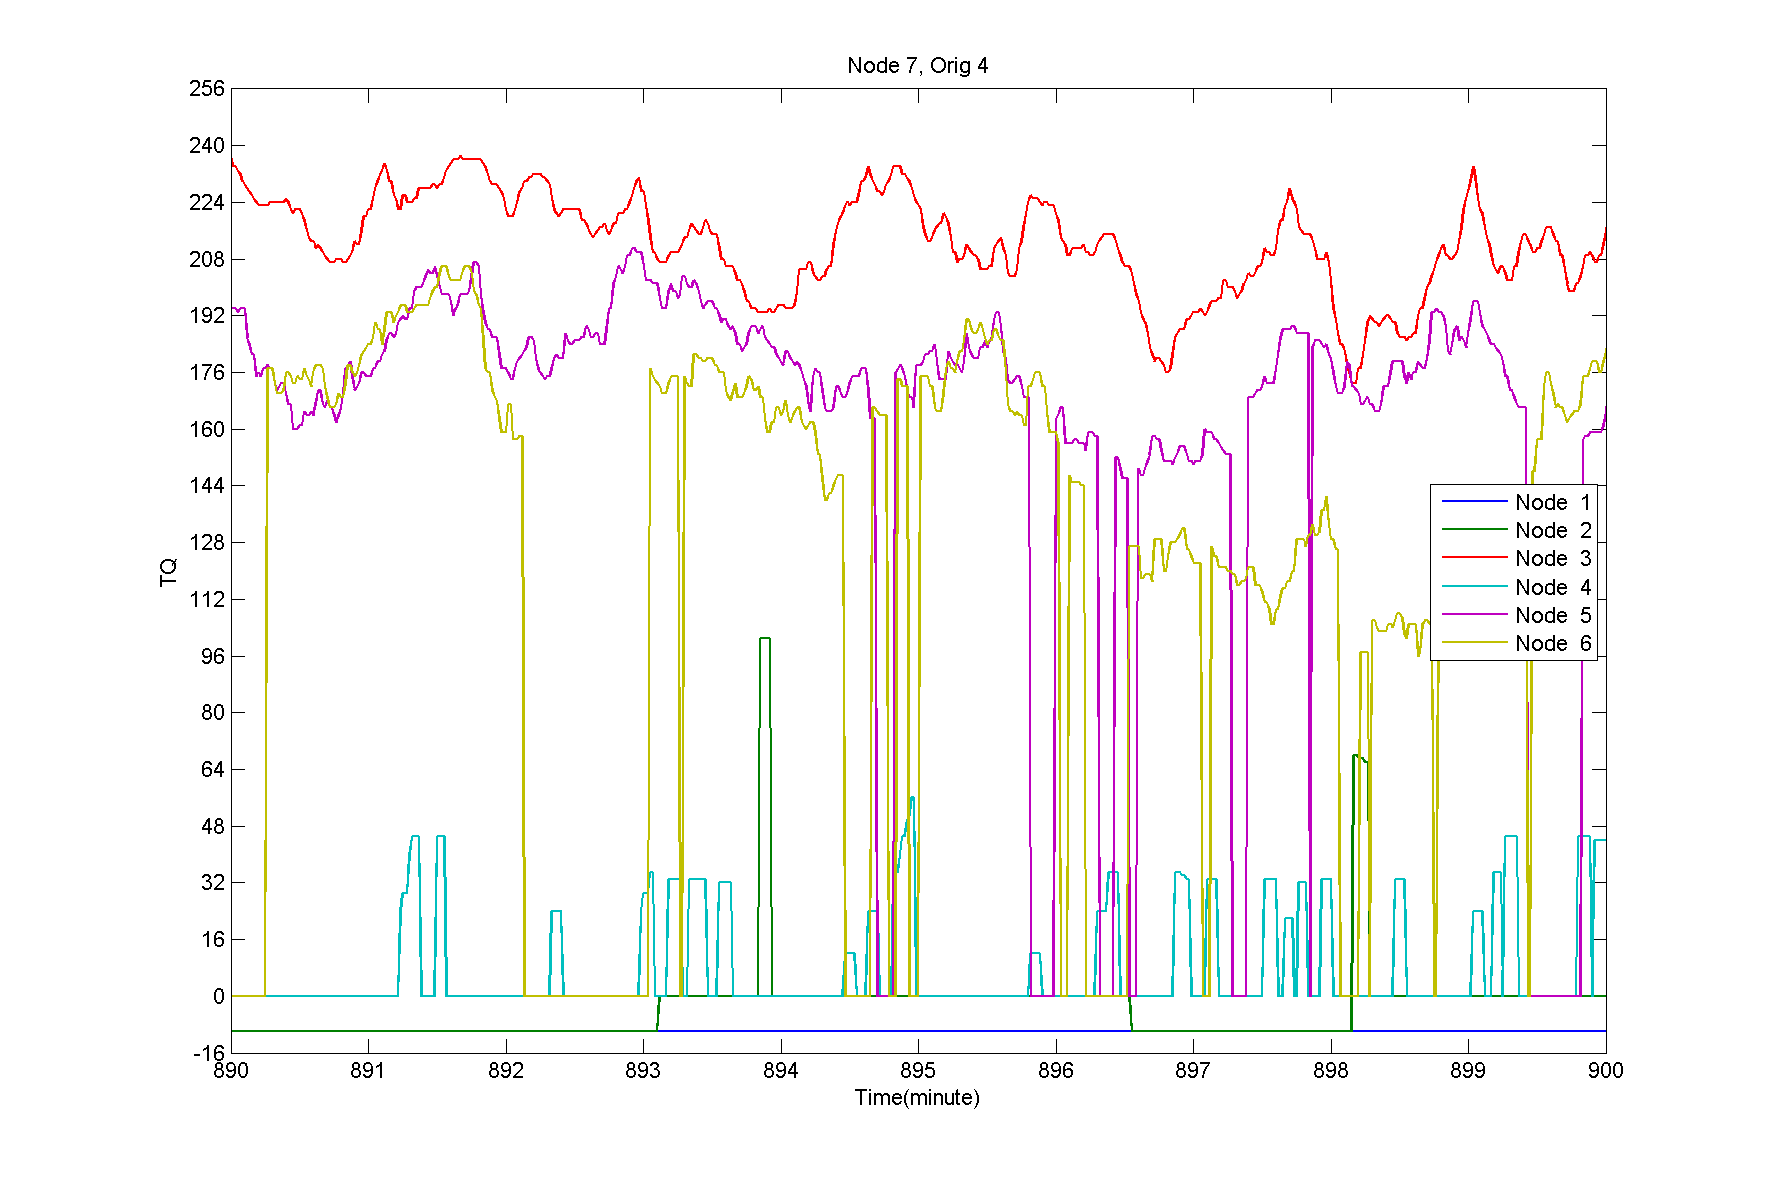 Node 7, Orig 4
256
240
224
208
192
176
160
144
128
112
96
80
64
48
32
16
0
-16
TQ
Node 1
Node 2
Node 3
Node 4
Node 5
Node 6
890 891 892 893 894 895 896 897 898 899 900
Time(minute)